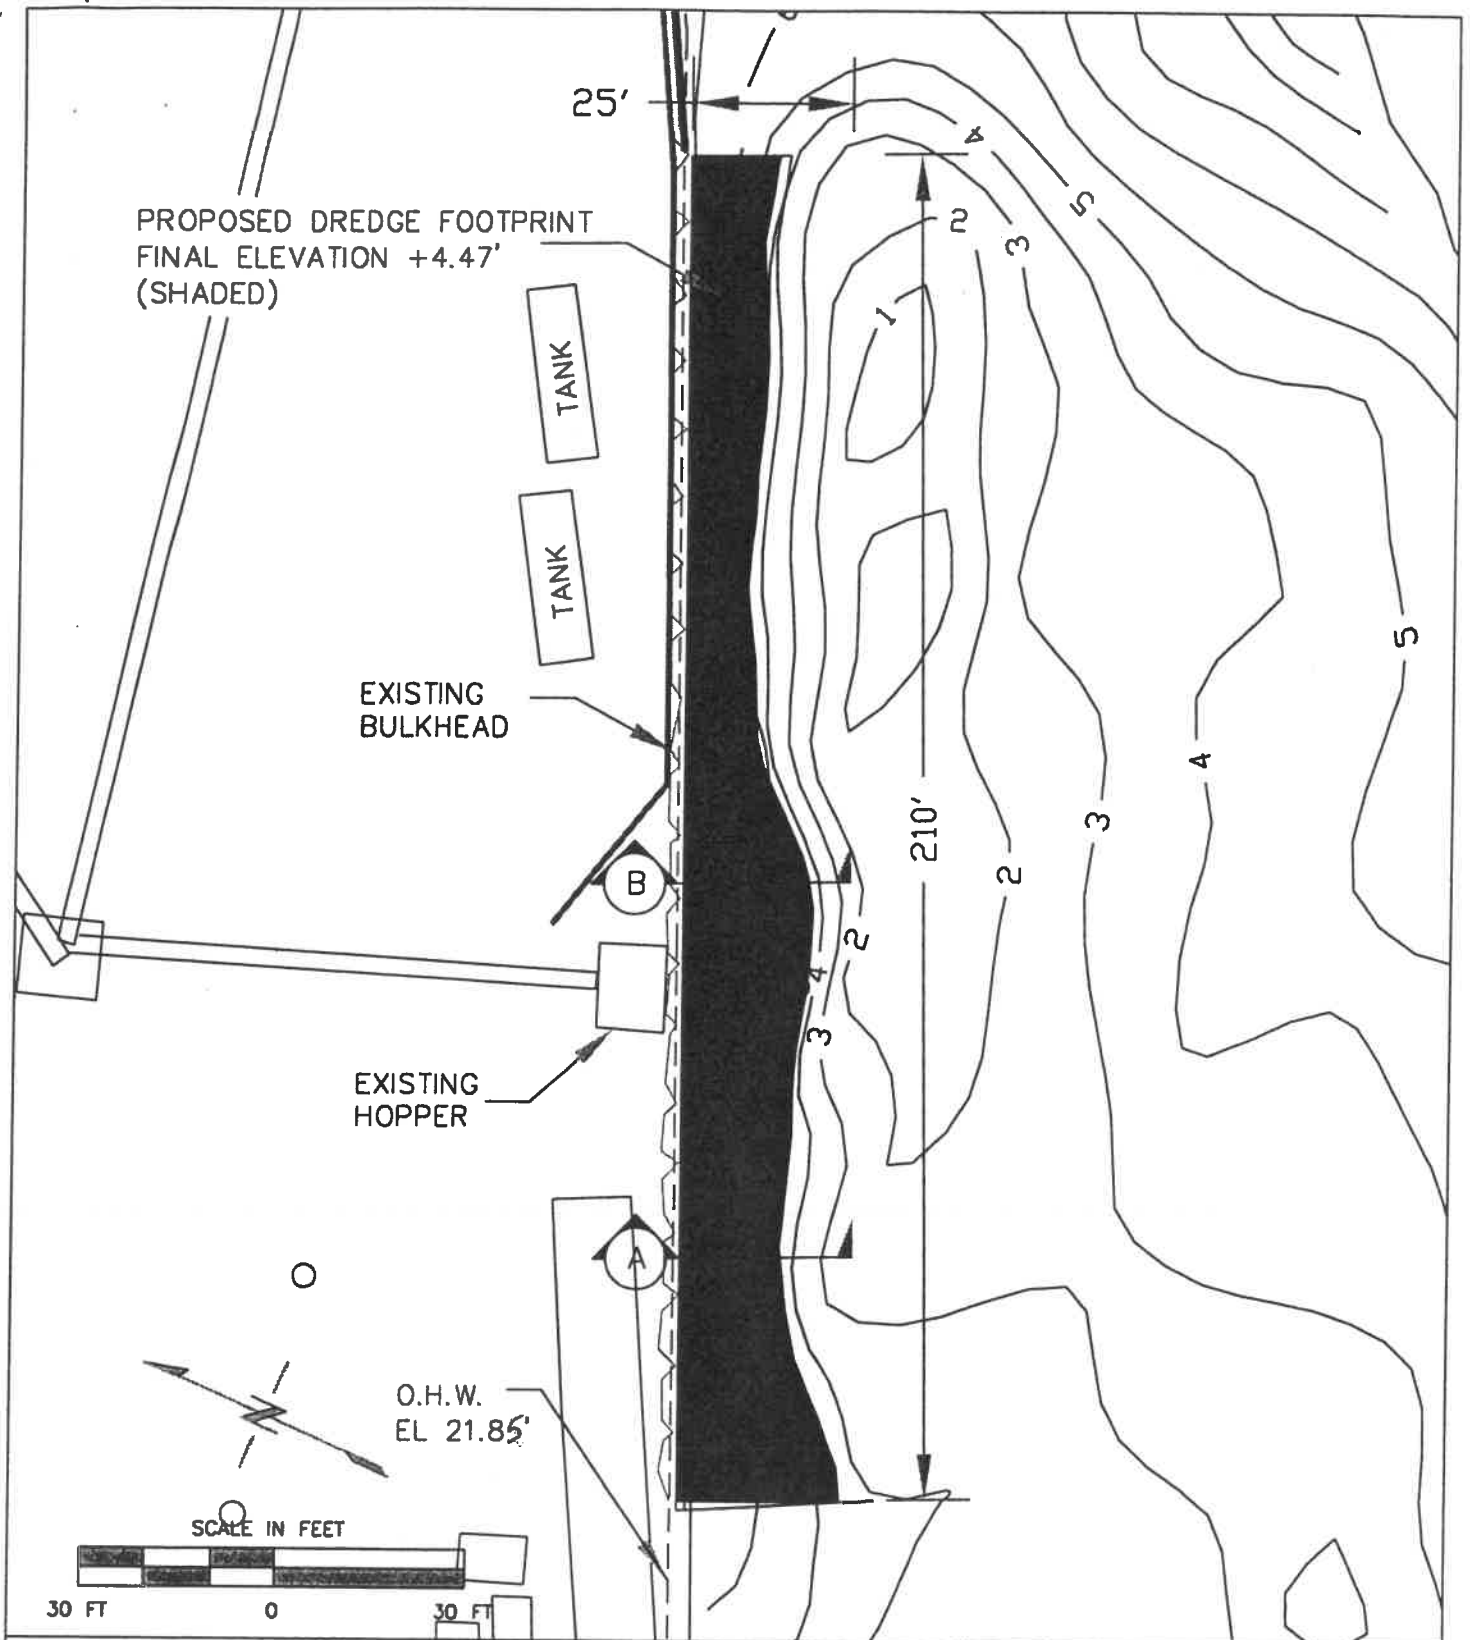 25'
4
5
PROPOSED DREDGE FOOTPRINT
FINAL ELEVATION +4.47'
(SHADED)
2
3
1
TANK
TANK
5
EXISTING
BULKHEAD
4
3
210'
2
B
2
4
3
EXISTING
HOPPER
A
O.H.W.
EL 21.85'
N
SCALE IN FEET
30 FT 0 30 FT